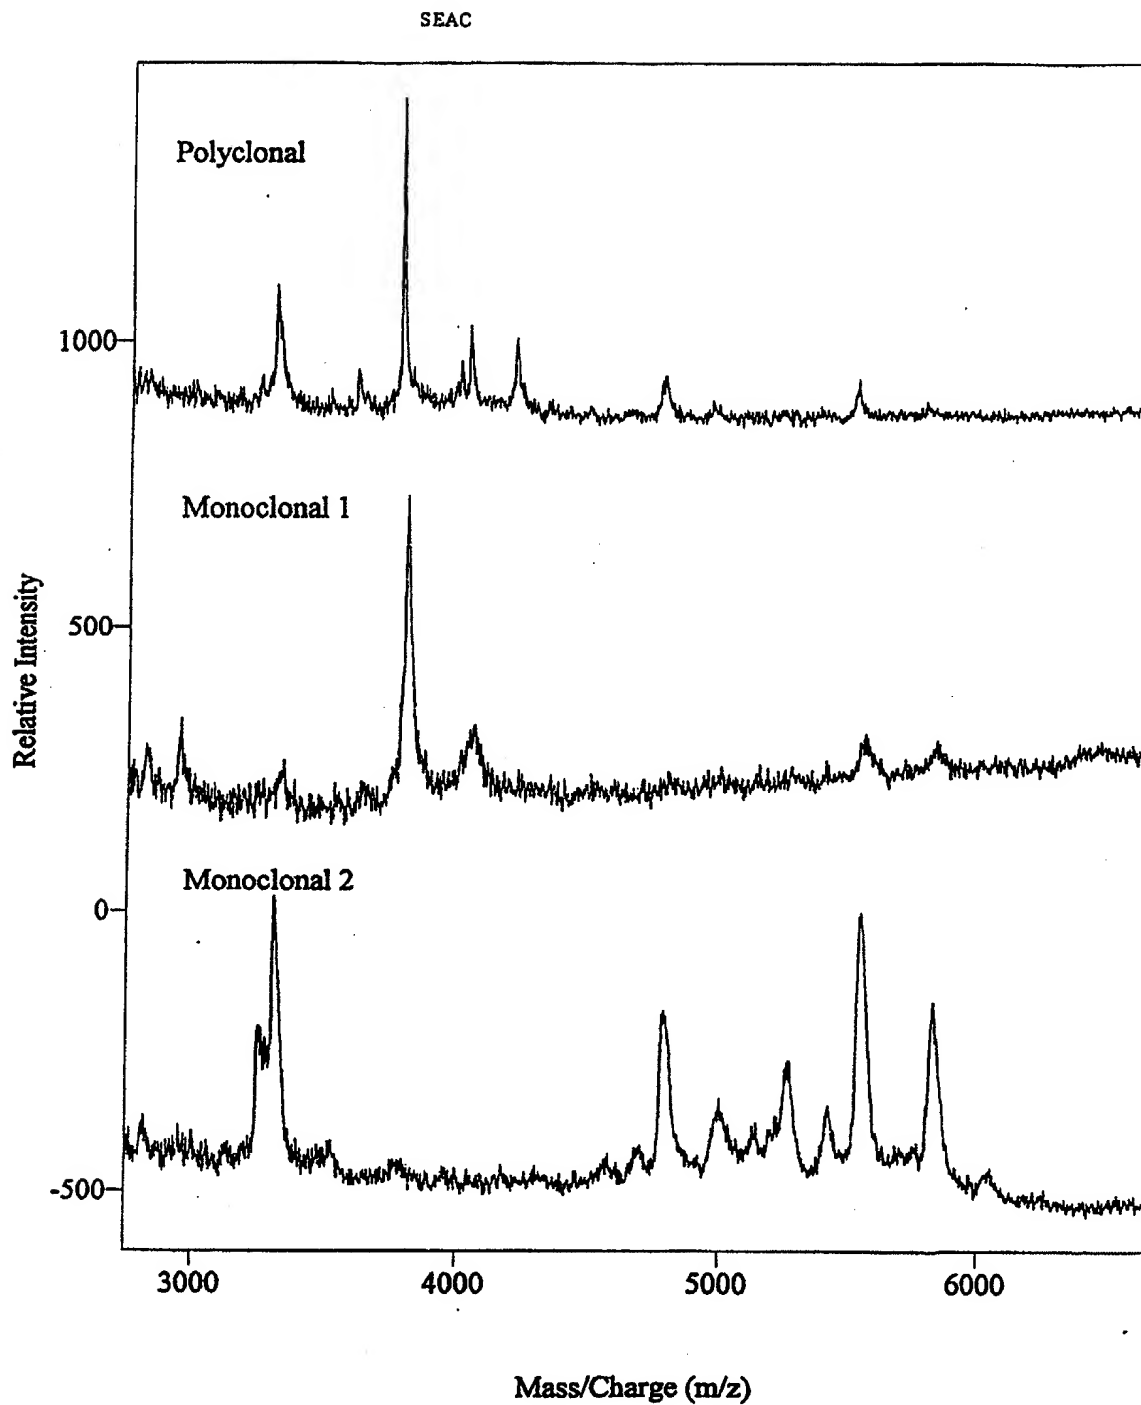 SEAC
Polyclonal
1000
Monoclonal 1
500
Relative Intensity
Monoclonal 2
0
-500
3000 4000 5000 6000
Mass/Charge (m/z)